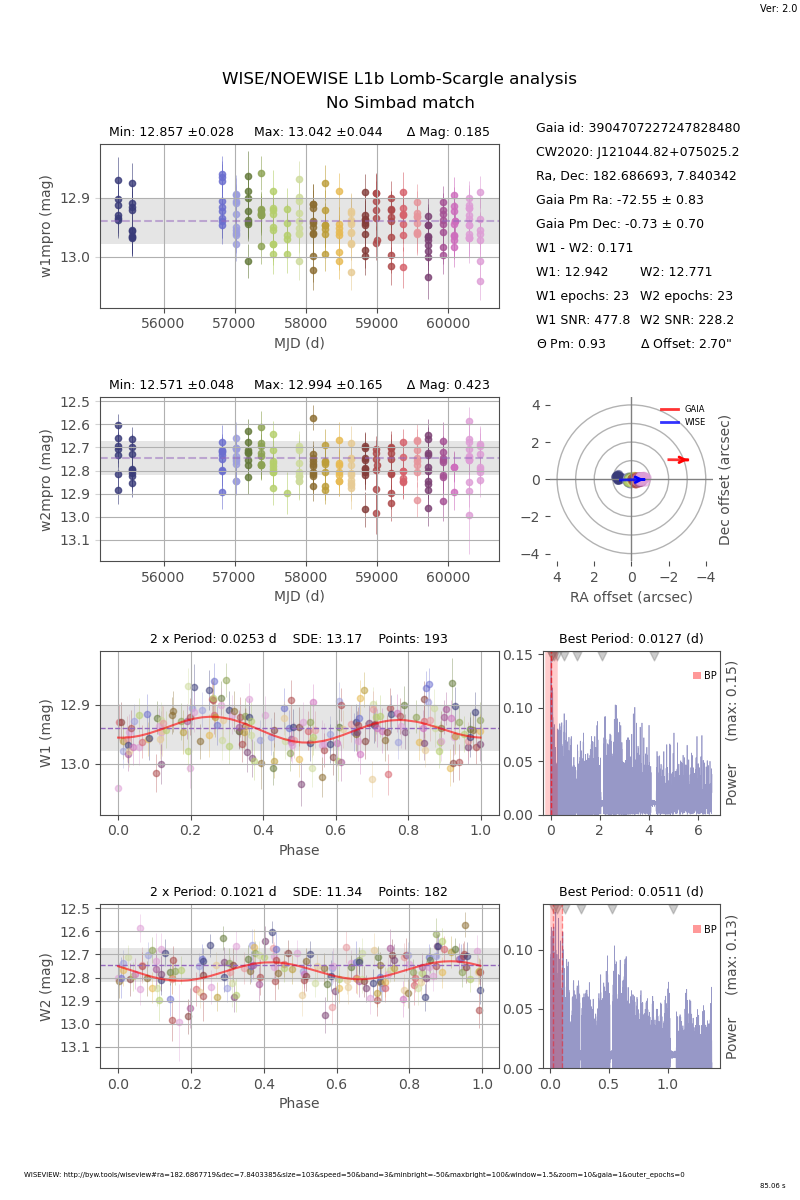 Ver: 2.0
WISE/NOEWISE L1b Lomb-Scargle analysis
No Simbad match
Min: 12.857 ±0.028 Max: 13.042 ±0.044 Δ Mag: 0.185
12.9
13.0
w1mpro (mag)
56000 57000 58000 59000 60000
MJD (d)
Gaia id: 3904707227247828480
CW2020: J121044.82+075025.2
Ra, Dec: 182.686693, 7.840342
Gaia Pm Ra: -72.55 ± 0.83
Gaia Pm Dec: -0.73 ± 0.70
W1 - W2: 0.171
W1: 12.942 W2: 12.771
W1 epochs: 23 W2 epochs: 23
W1 SNR: 477.8 W2 SNR: 228.2
Θ Pm: 0.93 Δ Offset: 2.70"
Min: 12.571 ±0.048 Max: 12.994 ±0.165 Δ Mag: 0.423
12.5
12.6
12.7
12.8
12.9
13.0
13.1
w2mpro (mag)
56000 57000 58000 59000 60000
MJD (d)
GAIA
WISE
4
2
0
−2
−4
4 2 0 −2 −4
RA offset (arcsec)
Dec offset (arcsec)
2 x Period: 0.0253 d SDE: 13.17 Points: 193
12.9
13.0
W1 (mag)
0.0 0.2 0.4 0.6 0.8 1.0
Phase
Best Period: 0.0127 (d)
BP
0.15
0.10
0.05
0.00
0 2 4 6
Power (max: 0.15)
2 x Period: 0.1021 d SDE: 11.34 Points: 182
12.5
12.6
12.7
12.8
12.9
13.0
13.1
W2 (mag)
0.0 0.2 0.4 0.6 0.8 1.0
Phase
Best Period: 0.0511 (d)
BP
0.10
0.05
0.00
0.0 0.5 1.0
Power (max: 0.13)
WISEVIEW: http://byw.tools/wiseview#ra=182.6867719&dec=7.8403385&size=103&speed=50&band=3&minbright=-50&maxbright=100&window=1.5&zoom=10&gaia=1&outer_epochs=0
85.06 s